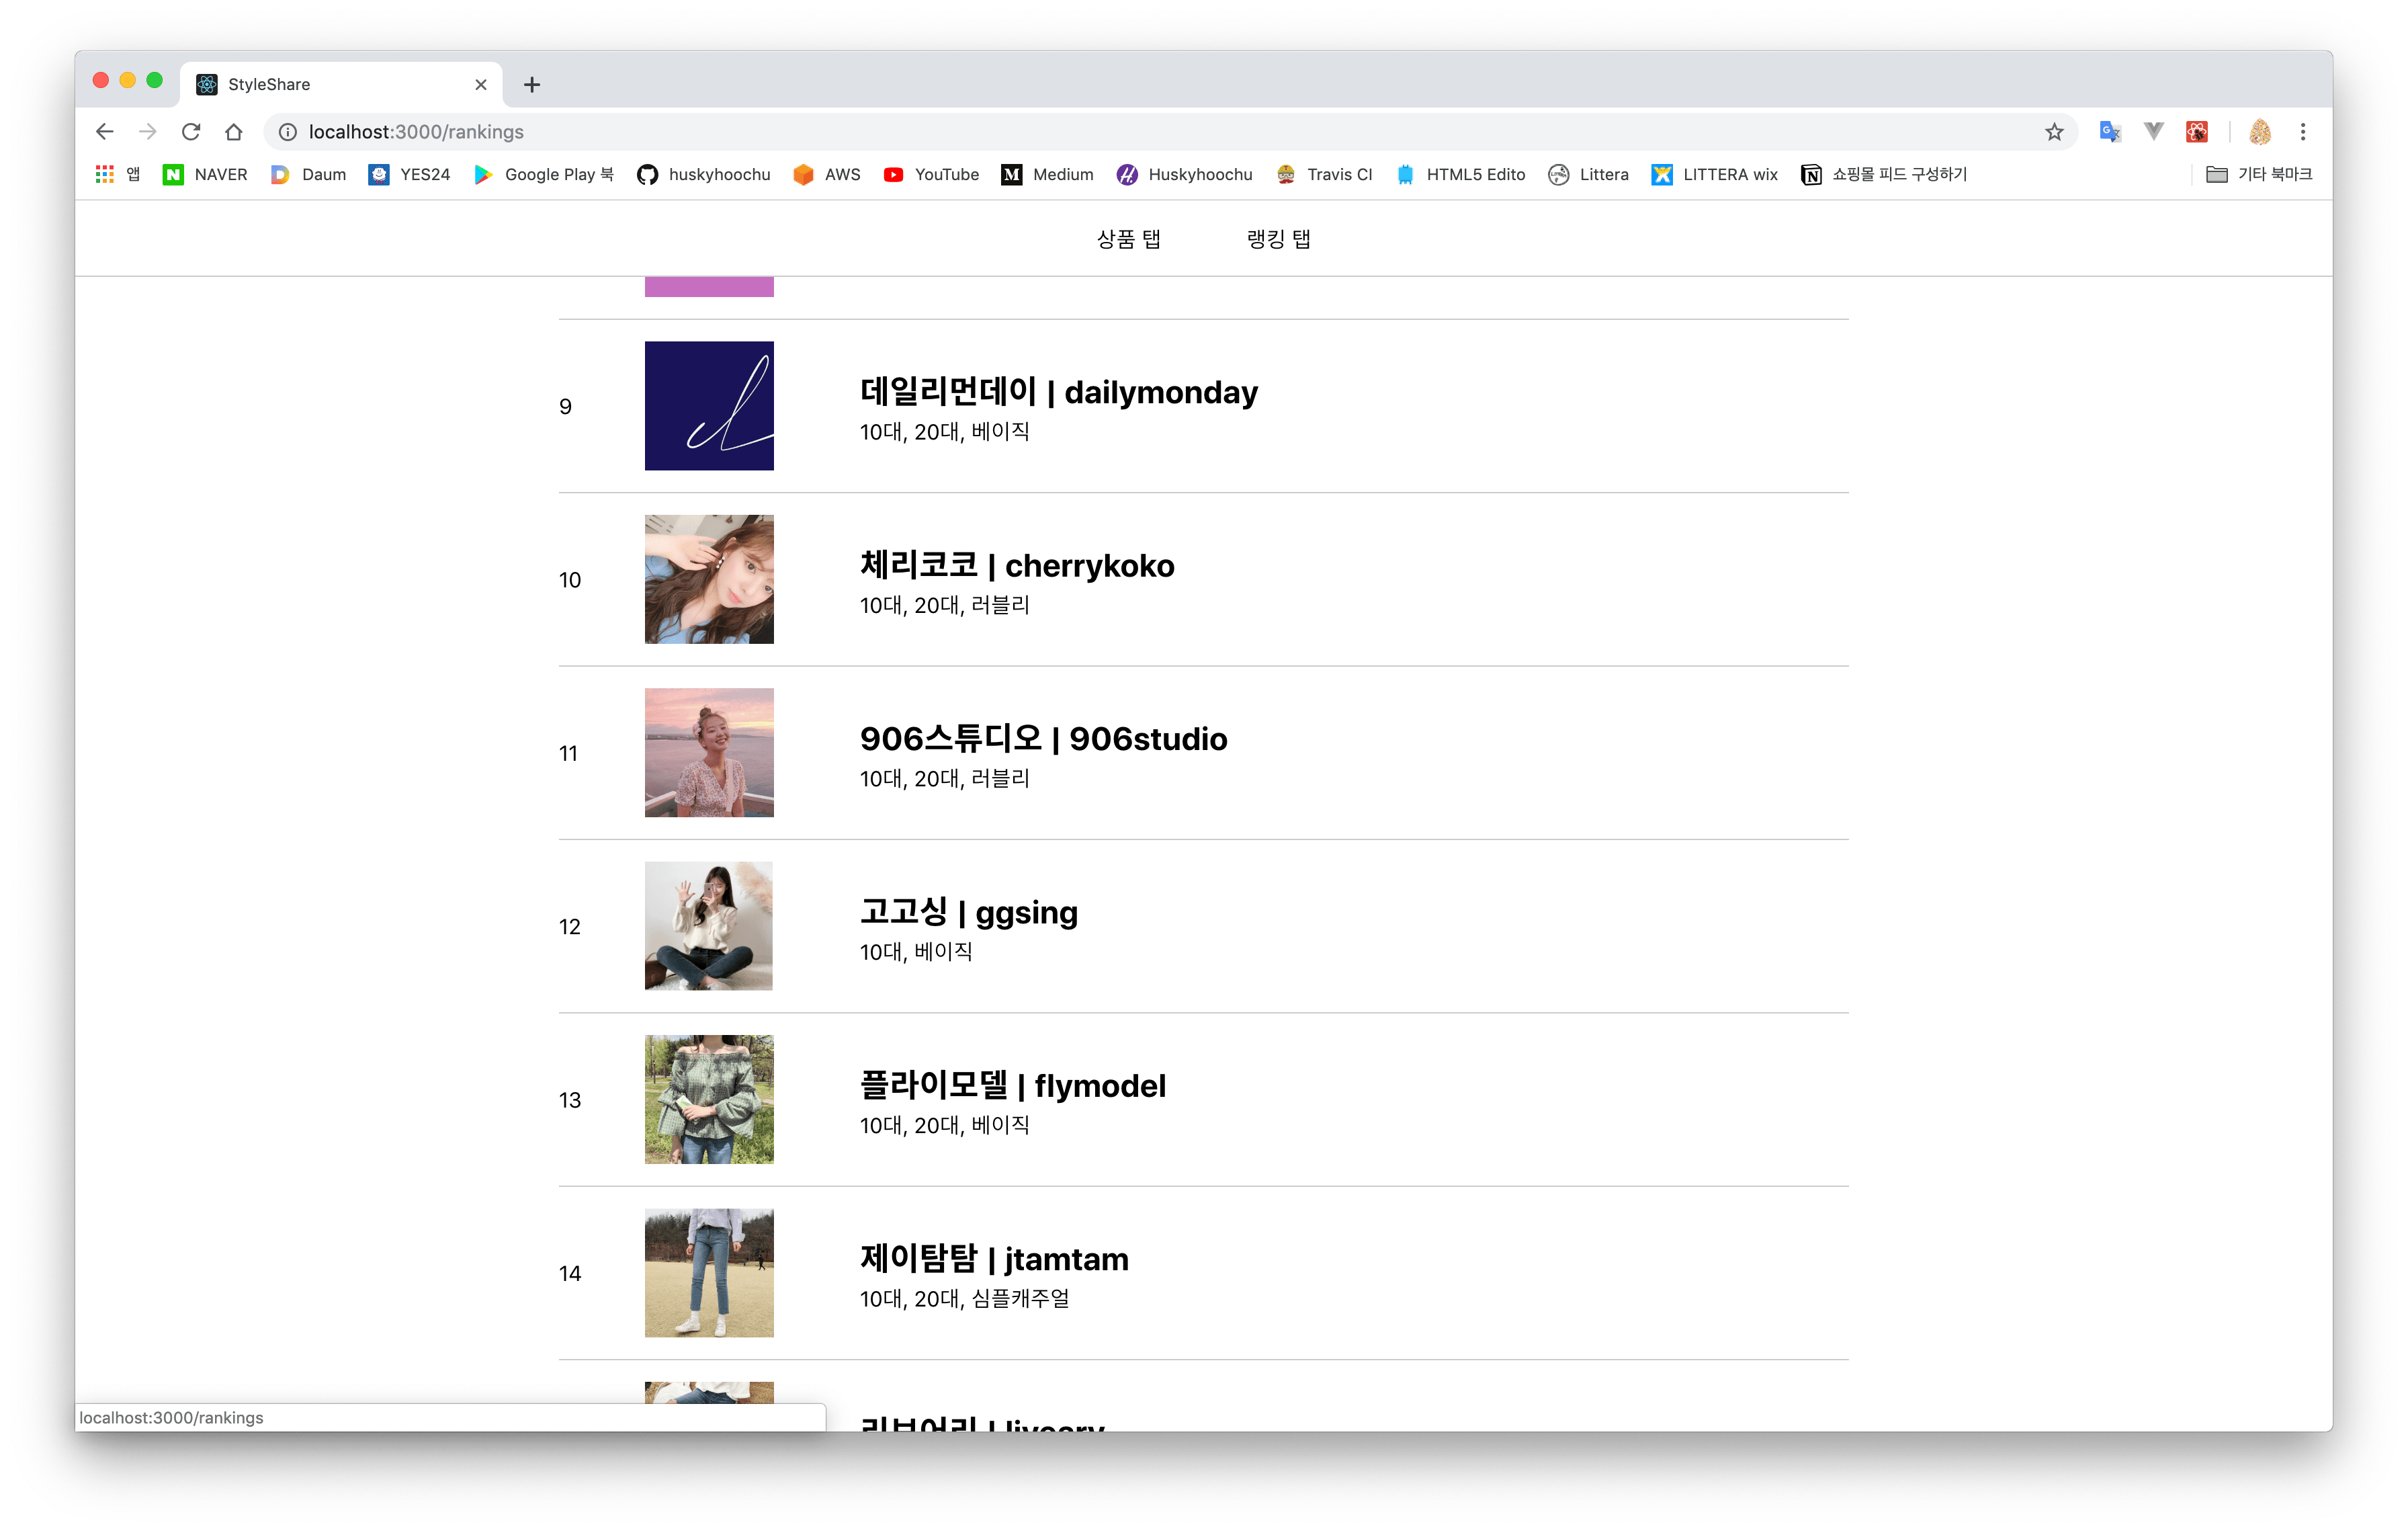 StyleShare
localhost:3000/rankings
앱 NAVER Daum YES24 Google Play 북 huskyhoochu AWS YouTube Medium Huskyhoochu Travis CI HTML5 Edito Littera LITTERA wix 쇼핑몰 피드 구성하기 기타 북마크
상품 탭 랭킹 탭
9
데일리먼데이 | dailymonday
10대, 20대, 베이직
10
체리코코 | cherrykoko
10대, 20대, 러블리
11
906스튜디오 | 906studio
10대, 20대, 러블리
12
고고싱 | ggsing
10대, 베이직
13
플라이모델 | flymodel
10대, 20대, 베이직
14
제이탐탐 | jtamtam
10대, 20대, 심플캐주얼
localhost:3000/rankings